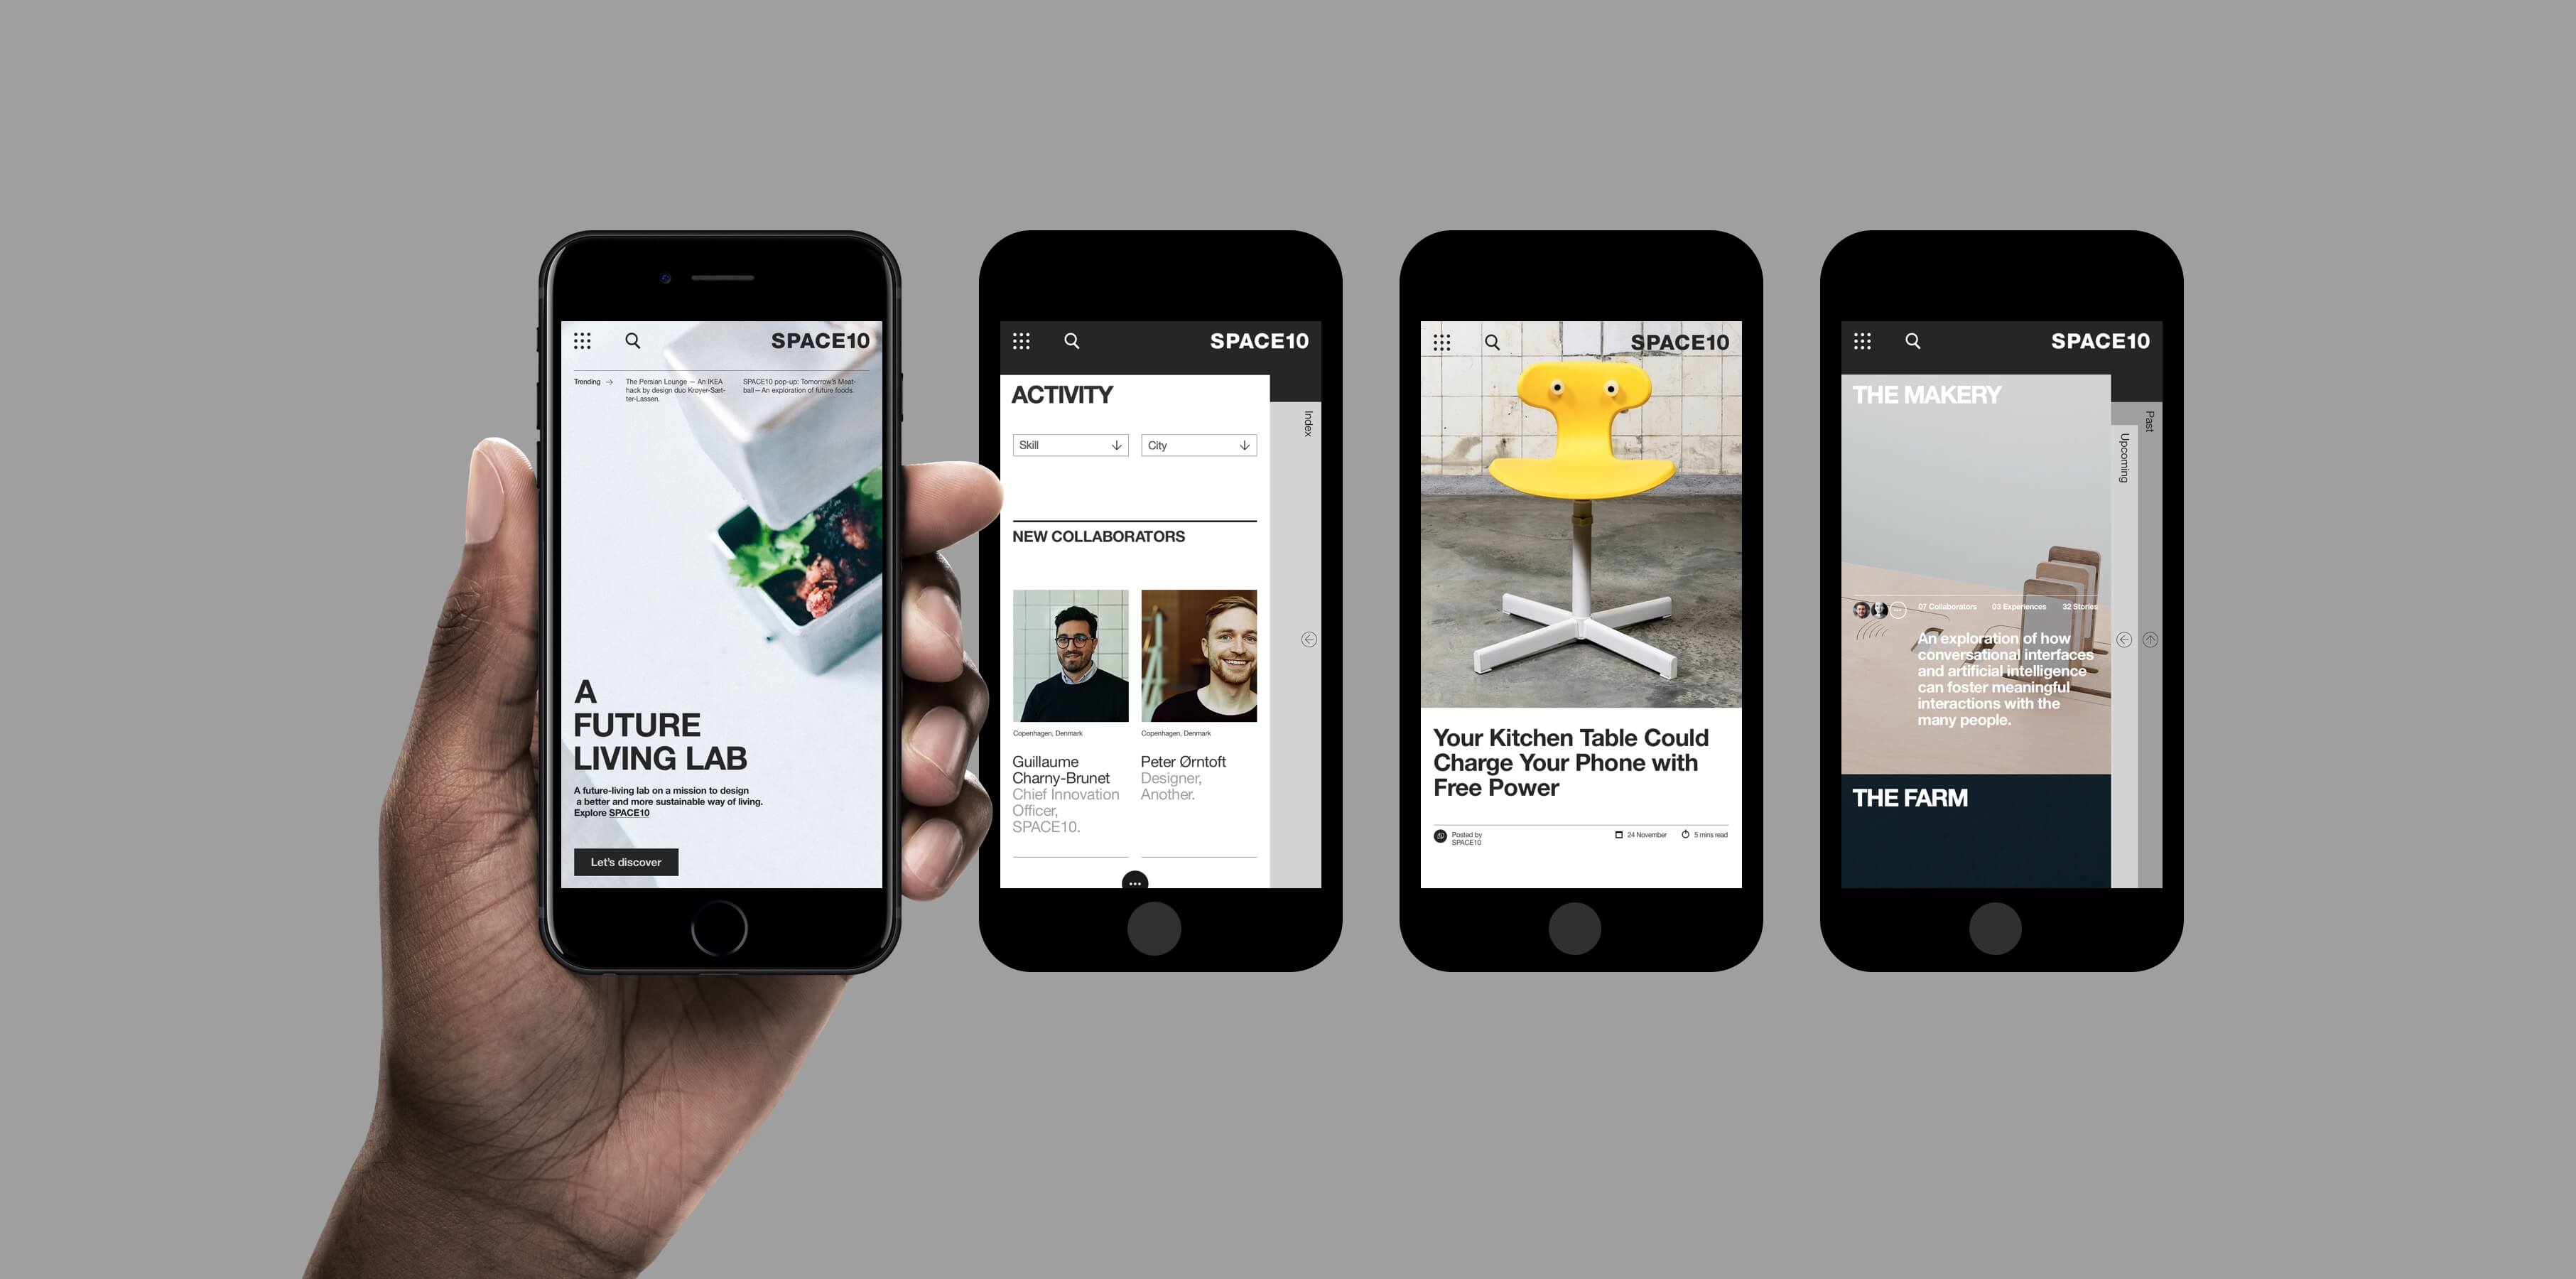 SPACE10
Trending →
The Persian Lounge — An IKEA
hack by design duo Krøyer-Sæt-
ter-Lassen.
SPACE10 pop-up: Tomorrow's Meat-
ball — An exploration of future foods.
A
FUTURE
LIVING LAB
A future-living lab on a mission to design
a better and more sustainable way of living.
Explore SPACE10
Let's discover
SPACE10
ACTIVITY
Index
Skill
City
NEW COLLABORATORS
Copenhagen, Denmark
Guillaume
Charny-Brunet
Chief Innovation
Officer,
SPACE10.
Copenhagen, Denmark
Peter Ørntoft
Designer,
Another.
SPACE10
Your Kitchen Table Could
Charge Your Phone with
Free Power
Posted by
SPACE10
24 November
5 mins read
SPACE10
THE MAKERY
Past
Upcoming
07 Collaborators
03 Experiences
32 Stories
An exploration of how
conversational interfaces
and artificial intelligence
can foster meaningful
interactions with the
many people.
THE FARM